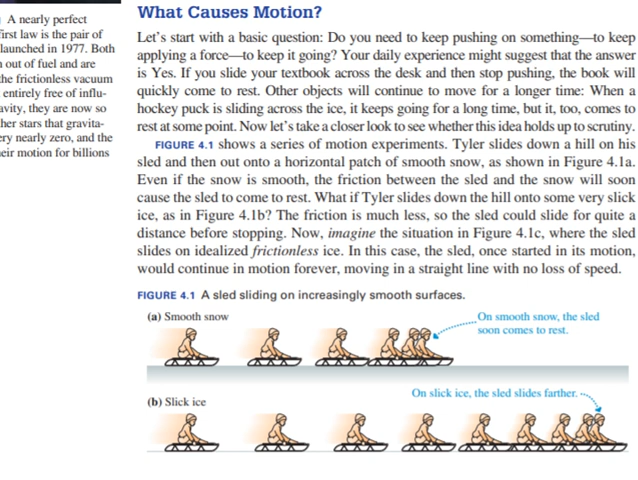 A nearly perfect
first law is the pair of
launched in 1977. Both
out of fuel and are
the frictionless vacuum
entirely free of influ-
avity, they are now so
her stars that gravita-
ery nearly zero, and the
eir motion for billions
What Causes Motion?
Let's start with a basic question: Do you need to keep pushing on something—to keep
applying a force—to keep it going? Your daily experience might suggest that the answer
is Yes. If you slide your textbook across the desk and then stop pushing, the book will
quickly come to rest. Other objects will continue to move for a longer time: When a
hockey puck is sliding across the ice, it keeps going for a long time, but it, too, comes to
rest at some point. Now let's take a closer look to see whether this idea holds up to scrutiny.
FIGURE 4.1 shows a series of motion experiments. Tyler slides down a hill on his
sled and then out onto a horizontal patch of smooth snow, as shown in Figure 4.1a.
Even if the snow is smooth, the friction between the sled and the snow will soon
cause the sled to come to rest. What if Tyler slides down the hill onto some very slick
ice, as in Figure 4.1b? The friction is much less, so the sled could slide for quite a
distance before stopping. Now, imagine the situation in Figure 4.1c, where the sled
slides on idealized frictionless ice. In this case, the sled, once started in its motion,
would continue in motion forever, moving in a straight line with no loss of speed.
FIGURE 4.1 A sled sliding on increasingly smooth surfaces.
(a) Smooth snow
On smooth snow, the sled
soon comes to rest.
On slick ice, the sled slides farther.
(b) Slick ice